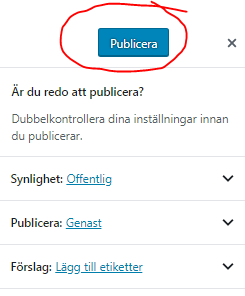 Publicera
Är du redo att publicera?
Dubbelkontrollera dina inställningar innan
du publicerar.
Synlighet: Offentlig
Publicera: Genast
Förslag: Lägg till etiketter